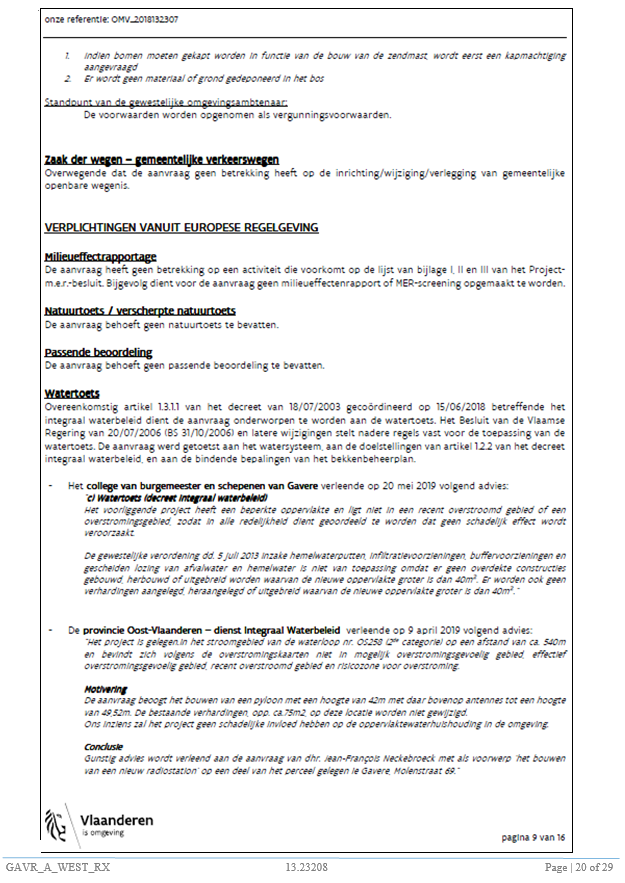 onze referentie: OMV_2018132307
1. Indien bomen moeten gekapt worden in functie van de bouw van de zendmast, wordt eerst een kapmachtiging
aangevraagd
2. Er wordt geen materiaal of grond gedeponeerd in het bos
Standpunt van de gewestelijke omgevingsambtenaar:
De voorwaarden worden opgenomen als vergunningsvoorwaarden.
Zaak der wegen – gemeentelijke verkeerswegen
Overwegende dat de aanvraag geen betrekking heeft op de inrichting/wijziging/verlegging van gemeentelijke
openbare wegenis.
VERPLICHTINGEN VANUIT EUROPESE REGELGEVING
Milieueffectrapportage
De aanvraag heeft geen betrekking op een activiteit die voorkomt op de lijst van bijlage I, II en III van het Project-
m.e.r.-besluit. Bijgevolg dient voor de aanvraag geen milieueffectenrapport of MER-screening opgemaakt te worden.
Natuurtoets / verscherpte natuurtoets
De aanvraag behoeft geen natuurtoets te bevatten.
Passende beoordeling
De aanvraag behoeft geen passende beoordeling te bevatten.
Watertoets
Overeenkomstig artikel 1.3.1.1 van het decreet van 18/07/2003 gecoördineerd op 15/06/2018 betreffende het
integraal waterbeleid dient de aanvraag onderworpen te worden aan de watertoets. Het Besluit van de Vlaamse
Regering van 20/07/2006 (BS 31/10/2006) en latere wijzigingen stelt nadere regels vast voor de toepassing van de
watertoets. De aanvraag werd getoetst aan het watersysteem, aan de doelstellingen van artikel 1.2.2 van het decreet
integraal waterbeleid, en aan de bindende bepalingen van het bekkenbeheerplan.
- Het college van burgemeester en schepenen van Gavere verleende op 20 mei 2019 volgend advies:
"c) Watertoets (decreet integraal waterbeleid)
Het voorliggende project heeft een beperkte oppervlakte en ligt niet in een recent overstroomd gebied of een
overstromingsgebied, zodat in alle redelijkheid dient geoordeeld te worden dat geen schadelijk effect wordt
veroorzaakt.
De gewestelijke verordening dd. 5 juli 2013 inzake hemelwaterputten, infiltratievoorzieningen, buffervoorzieningen en
gescheiden lozing van afvalwater en hemelwater is niet van toepassing omdat er geen overdekte constructies
gebouwd, herbouwd of uitgebreid worden waarvan de nieuwe oppervlakte groter is dan 40m². Er worden ook geen
verhardingen aangelegd, heraangelegd of uitgebreid waarvan de nieuwe oppervlakte groter is dan 40m²."
- De provincie Oost-Vlaanderen – dienst Integraal Waterbeleid verleende op 9 april 2019 volgend advies:
"Het project is gelegen.In het stroomgebied van de waterloop nr. OS258 (2de categorie) op een afstand van ca. 540m
en bevindt zich volgens de overstromingskaarten niet in mogelijk overstromingsgevoelig gebied, effectief
overstromingsgevoelig gebied, recent overstroomd gebied en risicozone voor overstroming.
Motivering
De aanvraag beoogt het bouwen van een pyloon met een hoogte van 42m met daar bovenop antennes tot een hoogte
van 49,52m. De bestaande verhardingen, opp. ca.75m2, op deze locatie worden niet gewijzigd.
Ons inziens zal het project geen schadelijke invloed hebben op de oppervlaktewaterhuishouding in de omgeving.
Conclusie
Gunstig advies wordt verleend aan de aanvraag van dhr. Jean-François Neckebroeck met als voorwerp 'het bouwen
van een nieuw radiostation' op een deel van het perceel gelegen te Gavere, Molenstraat 69."
Vlaanderen
is omgeving
pagina 9 van 16
GAVR_A_WEST_RX 13.23208 Page | 20 of 29